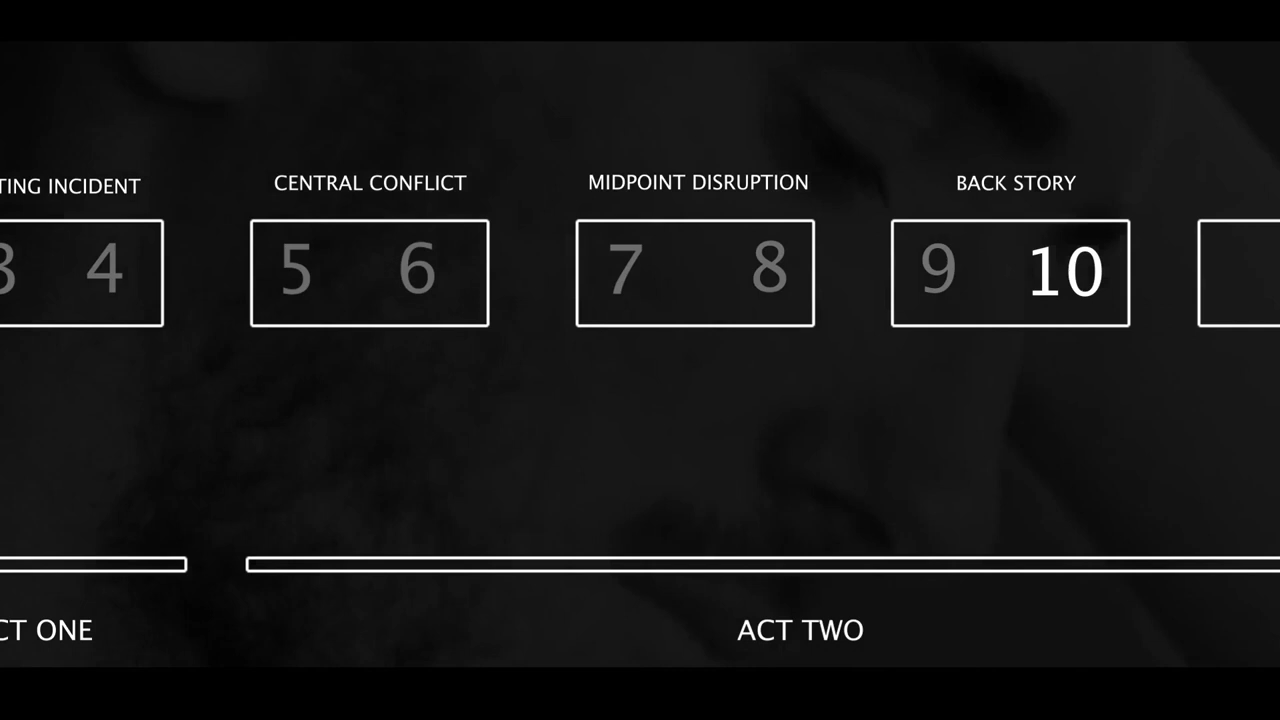 TING INCIDENT
CENTRAL CONFLICT
MIDPOINT DISRUPTION
BACK STORY
3 4
5 6
7 8
9 10
CT ONE
ACT TWO